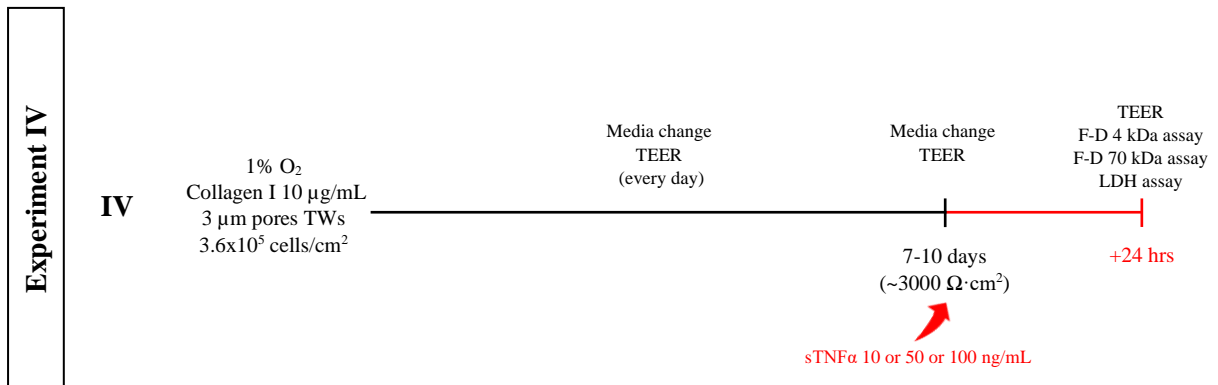 Experiment IV
IV
1% O₂
Collagen I 10 µg/mL
3 µm pores TWs
3.6x10⁵ cells/cm²
Media change
TEER
(every day)
Media change
TEER
7-10 days
(~3000 Ω·cm²)
sTNFα 10 or 50 or 100 ng/mL
TEER
F-D 4 kDa assay
F-D 70 kDa assay
LDH assay
+24 hrs